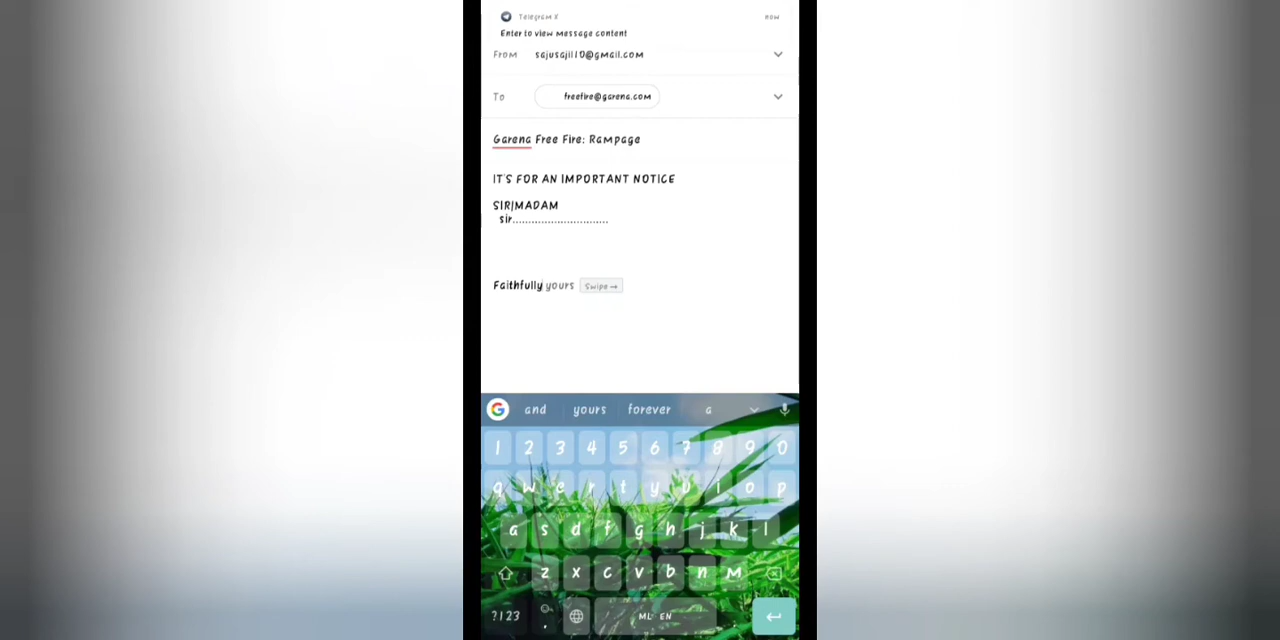 Telegram X now
Enter to view message content
From sajusajil10@gmail.com
To freefire@garena.com
Garena Free Fire: Rampage
IT'S FOR AN IMPORTANT NOTICE
SIR|MADAM
sir..............................
Faithfully yours Swipe →
and yours forever a
1 2 3 4 5 6 7 8 9 0
q w e r t y u i o p
a s d f g h j k l
z x c v b n m
?123 , ML EN